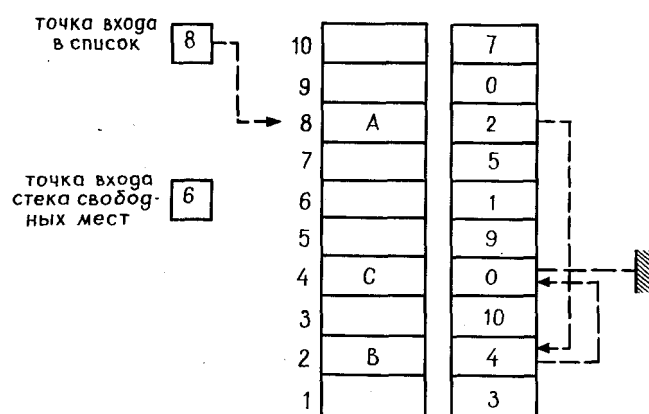 точка входа
в список
8
точка входа
стека свобод-
ных мест
6
10 7
9 0
8 A 2
7 5
6 1
5 9
4 C 0
3 10
2 B 4
1 3